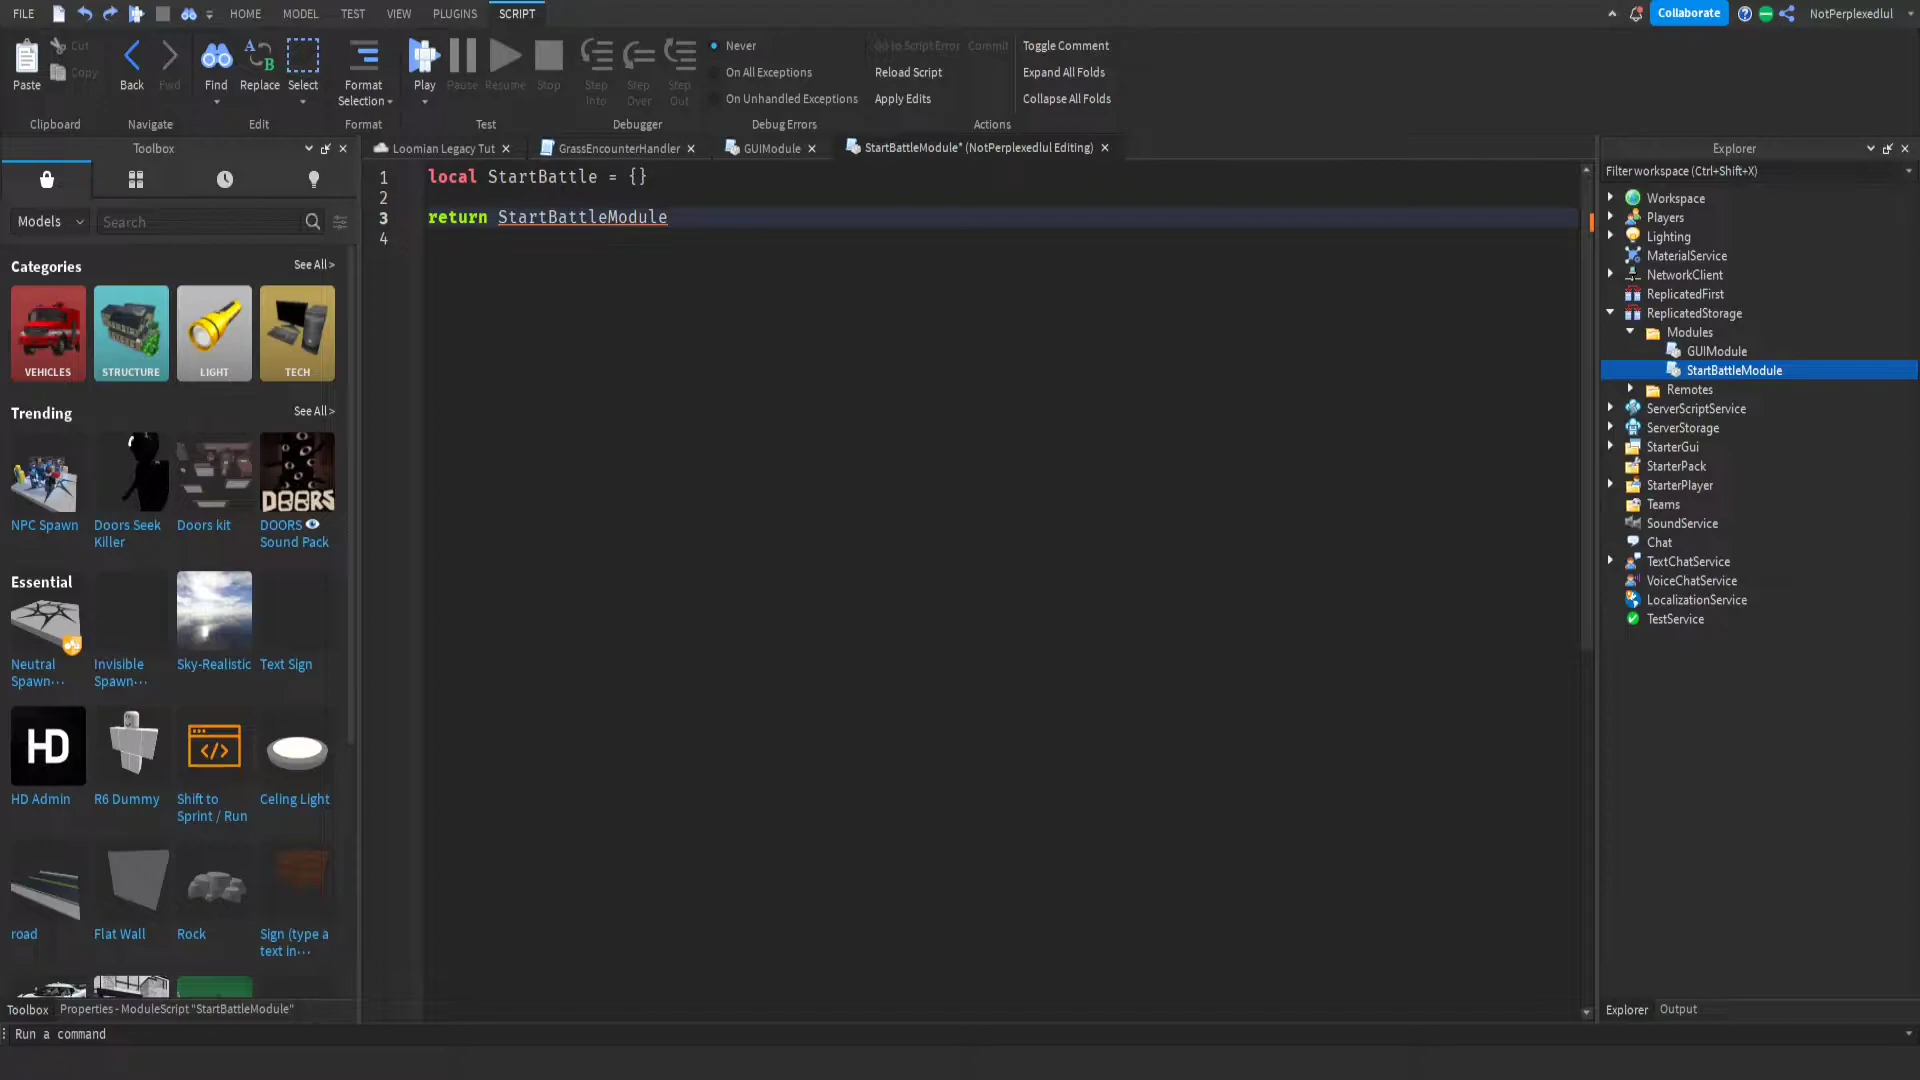 FILE HOME MODEL TEST VIEW PLUGINS SCRIPT Collaborate NotPerplexedlul
Paste Cut Copy
Back Fwd
Find Replace Select
Format Selection
Play Pause Resume Stop
Step Into Step Over Step Out
Never
On All Exceptions
On Unhandled Exceptions
Go to Script Error Commit
Reload Script
Apply Edits
Toggle Comment
Expand All Folds
Collapse All Folds
Clipboard Navigate Edit Format Test Debugger Debug Errors Actions
Toolbox
Loomian Legacy Tut GrassEncounterHandler GUIModule StartBattleModule* (NotPerplexedlul Editing)
Models Search
Categories See All >
VEHICLES STRUCTURE LIGHT TECH
Trending See All >
DOORS
NPC Spawn
Doors Seek Killer
Doors kit
DOORS 👁 Sound Pack
Essential
Neutral Spawn...
Invisible Spawn...
Sky-Realistic
Text Sign
HD
HD Admin
R6 Dummy
Shift to Sprint / Run
Celing Light
road
Flat Wall
Rock
Sign (type a text in...
Toolbox Properties - ModuleScript "StartBattleModule"
Run a command
1 local StartBattle = {}
2
3 return StartBattleModule
4
Explorer
Filter workspace (Ctrl+Shift+X)
Workspace
Players
Lighting
MaterialService
NetworkClient
ReplicatedFirst
ReplicatedStorage
Modules
GUIModule
StartBattleModule
Remotes
ServerScriptService
ServerStorage
StarterGui
StarterPack
StarterPlayer
Teams
SoundService
Chat
TextChatService
VoiceChatService
LocalizationService
TestService
Explorer Output